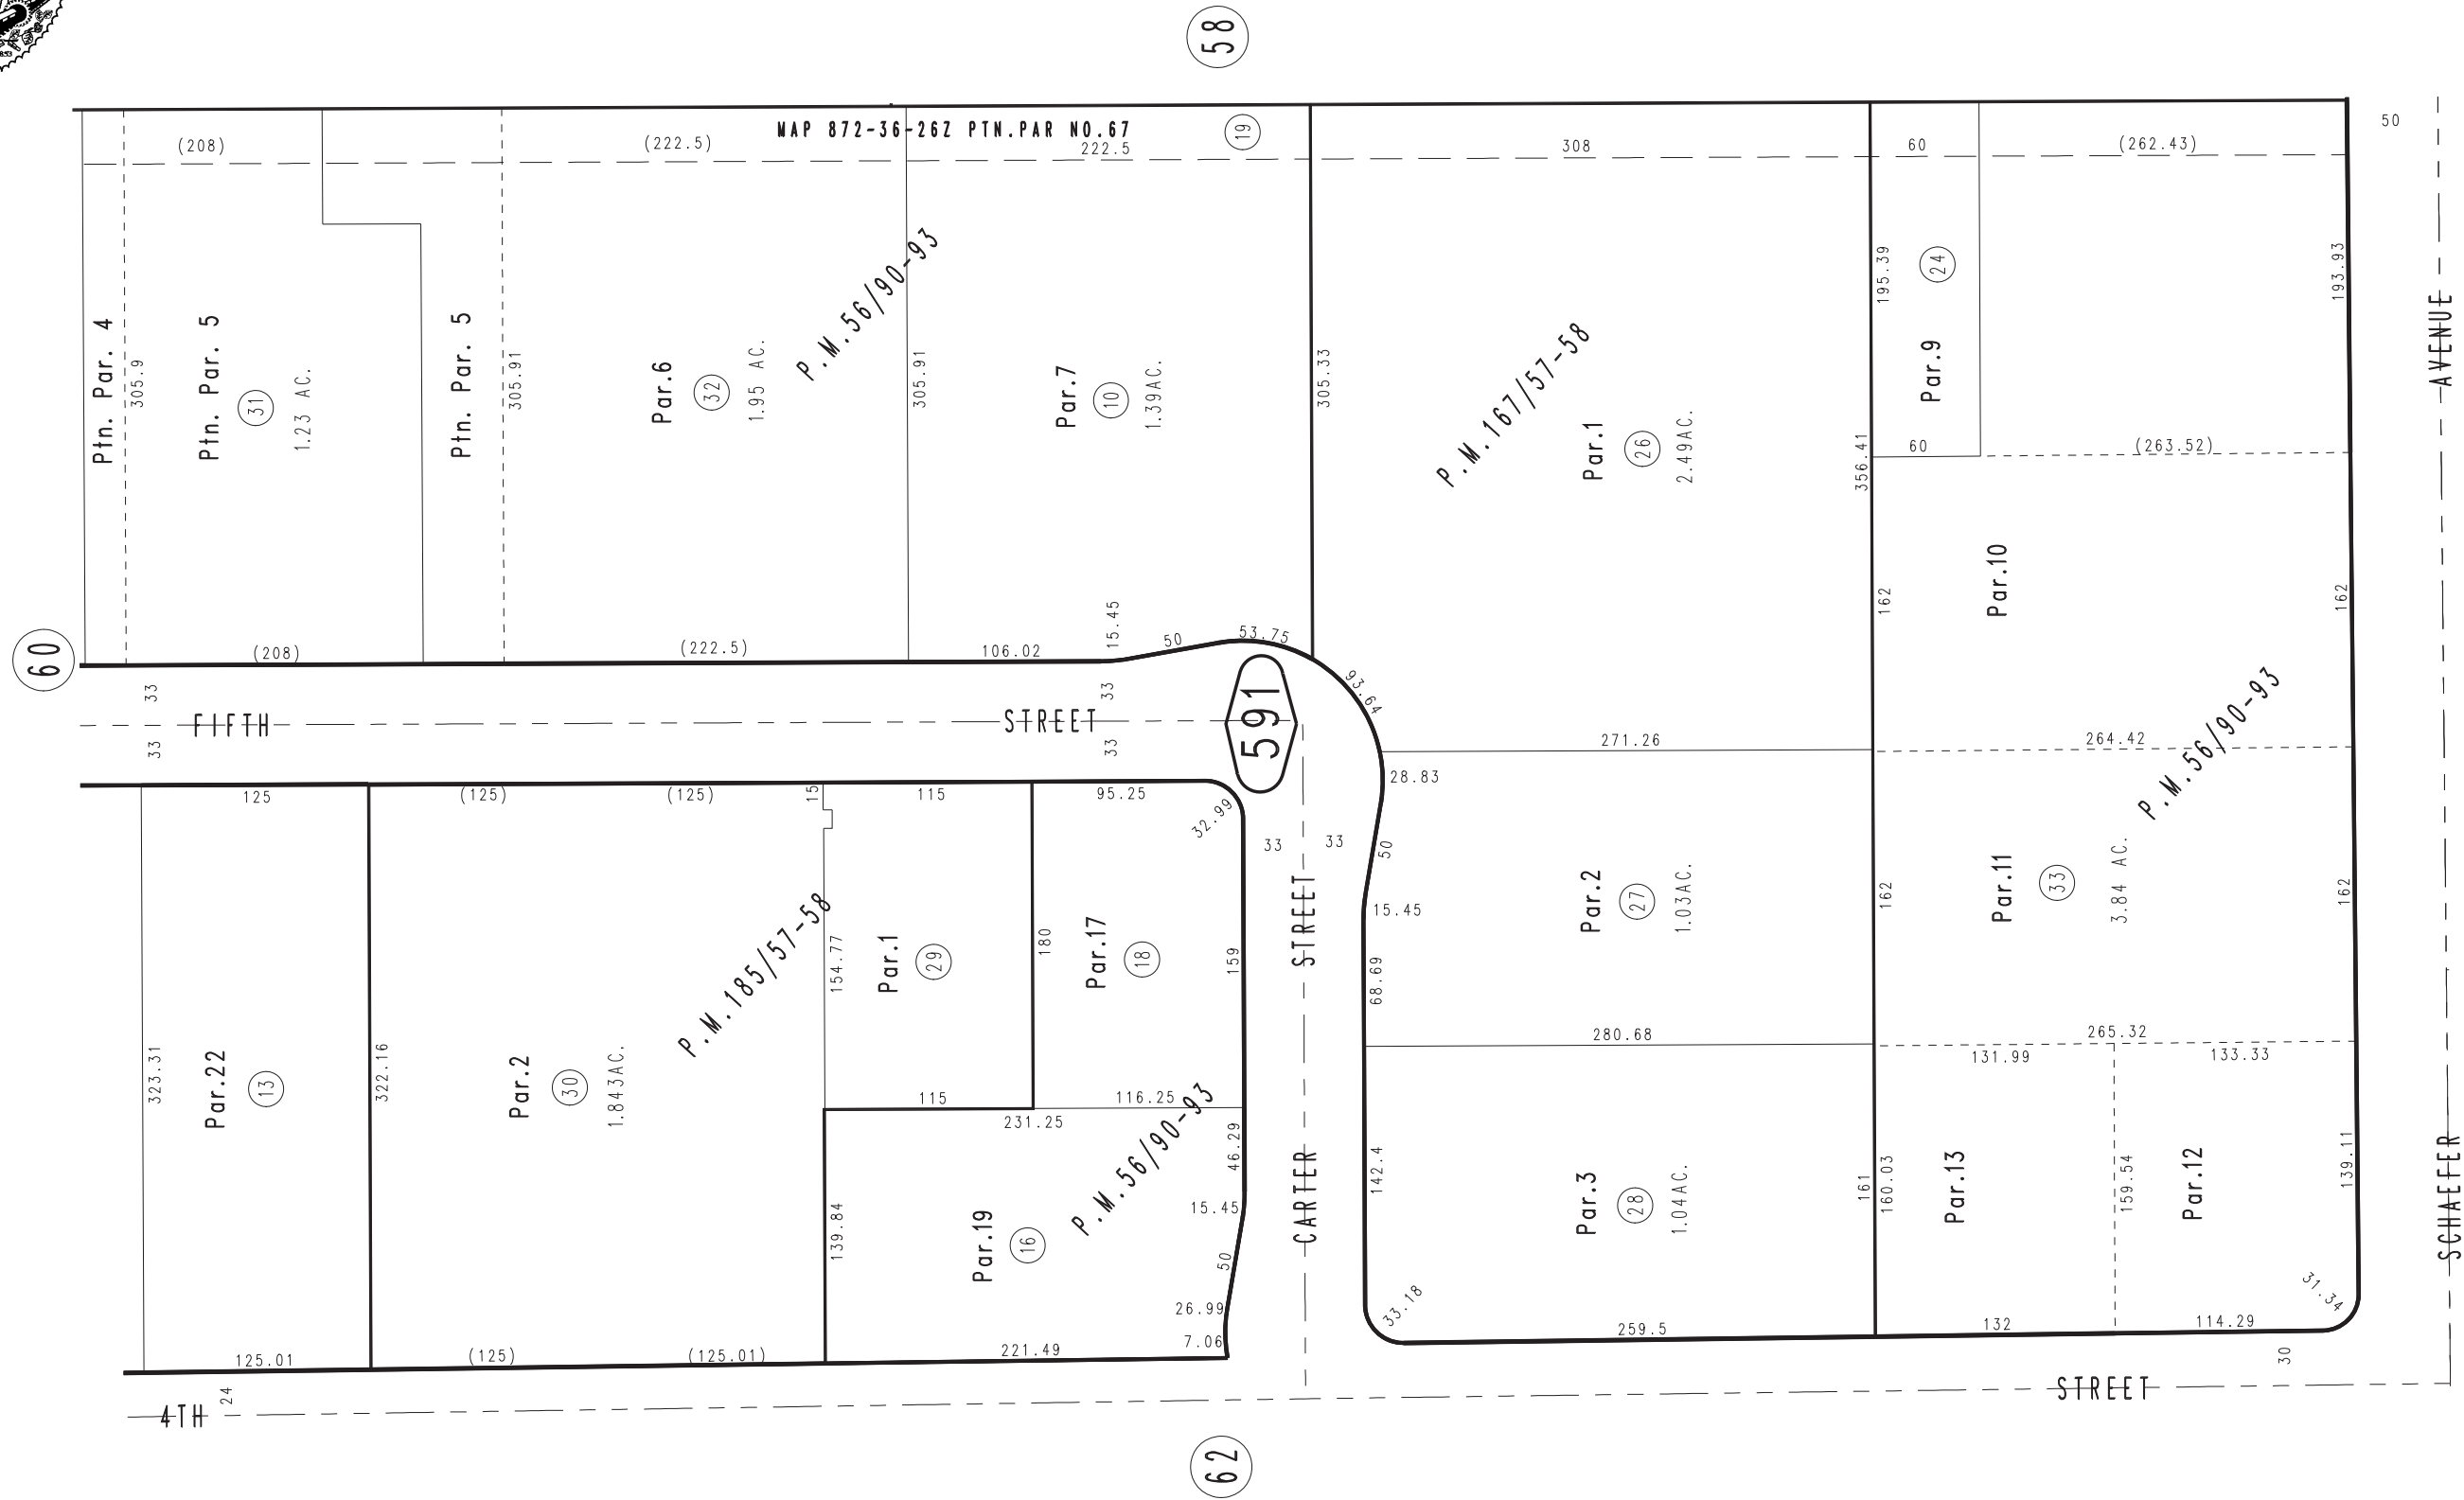 58
50
MAP 872-36-26Z PTN.PAR NO.67
19
(208)
(222.5)
222.5
308
60
(262.43)
Ptn. Par. 4
305.9
Ptn. Par. 5
31
1.23 AC.
Ptn. Par. 5
305.91
Par.6
32
1.95 AC.
P.M.56/90-93
305.91
Par.7
10
1.39AC.
305.33
P.M.167/57-58
Par.1
26
2.49AC.
356.41
195.39
24
Par.9
193.93
60
(263.52)
162
Par.10
162
AVENUE
60
(208)
(222.5)
106.02
15.45
50
53.75
93.64
33
33
FIFTH
STREET
33
33
591
271.26
264.42
P.M.56/90-93
28.83
125
(125)
(125)
15
115
95.25
32.99
33
33
50
15.45
68.69
STREET
Par.2
27
1.03AC.
162
Par.11
33
3.84 AC.
162
P.M.185/57-58
154.77
Par.1
29
180
Par.17
18
159
323.31
Par.22
13
322.16
Par.2
30
1.843AC.
115
116.25
231.25
46.29
P.M.56/90-93
139.84
Par.19
16
15.45
50
26.99
7.06
CARTER
280.68
265.32
131.99
133.33
142.4
Par.3
28
1.04AC.
161
160.03
Par.13
159.54
Par.12
139.11
SCHAEFER
33.18
259.5
132
114.29
31.34
125.01
(125)
(125.01)
221.49
24
30
4TH
STREET
62